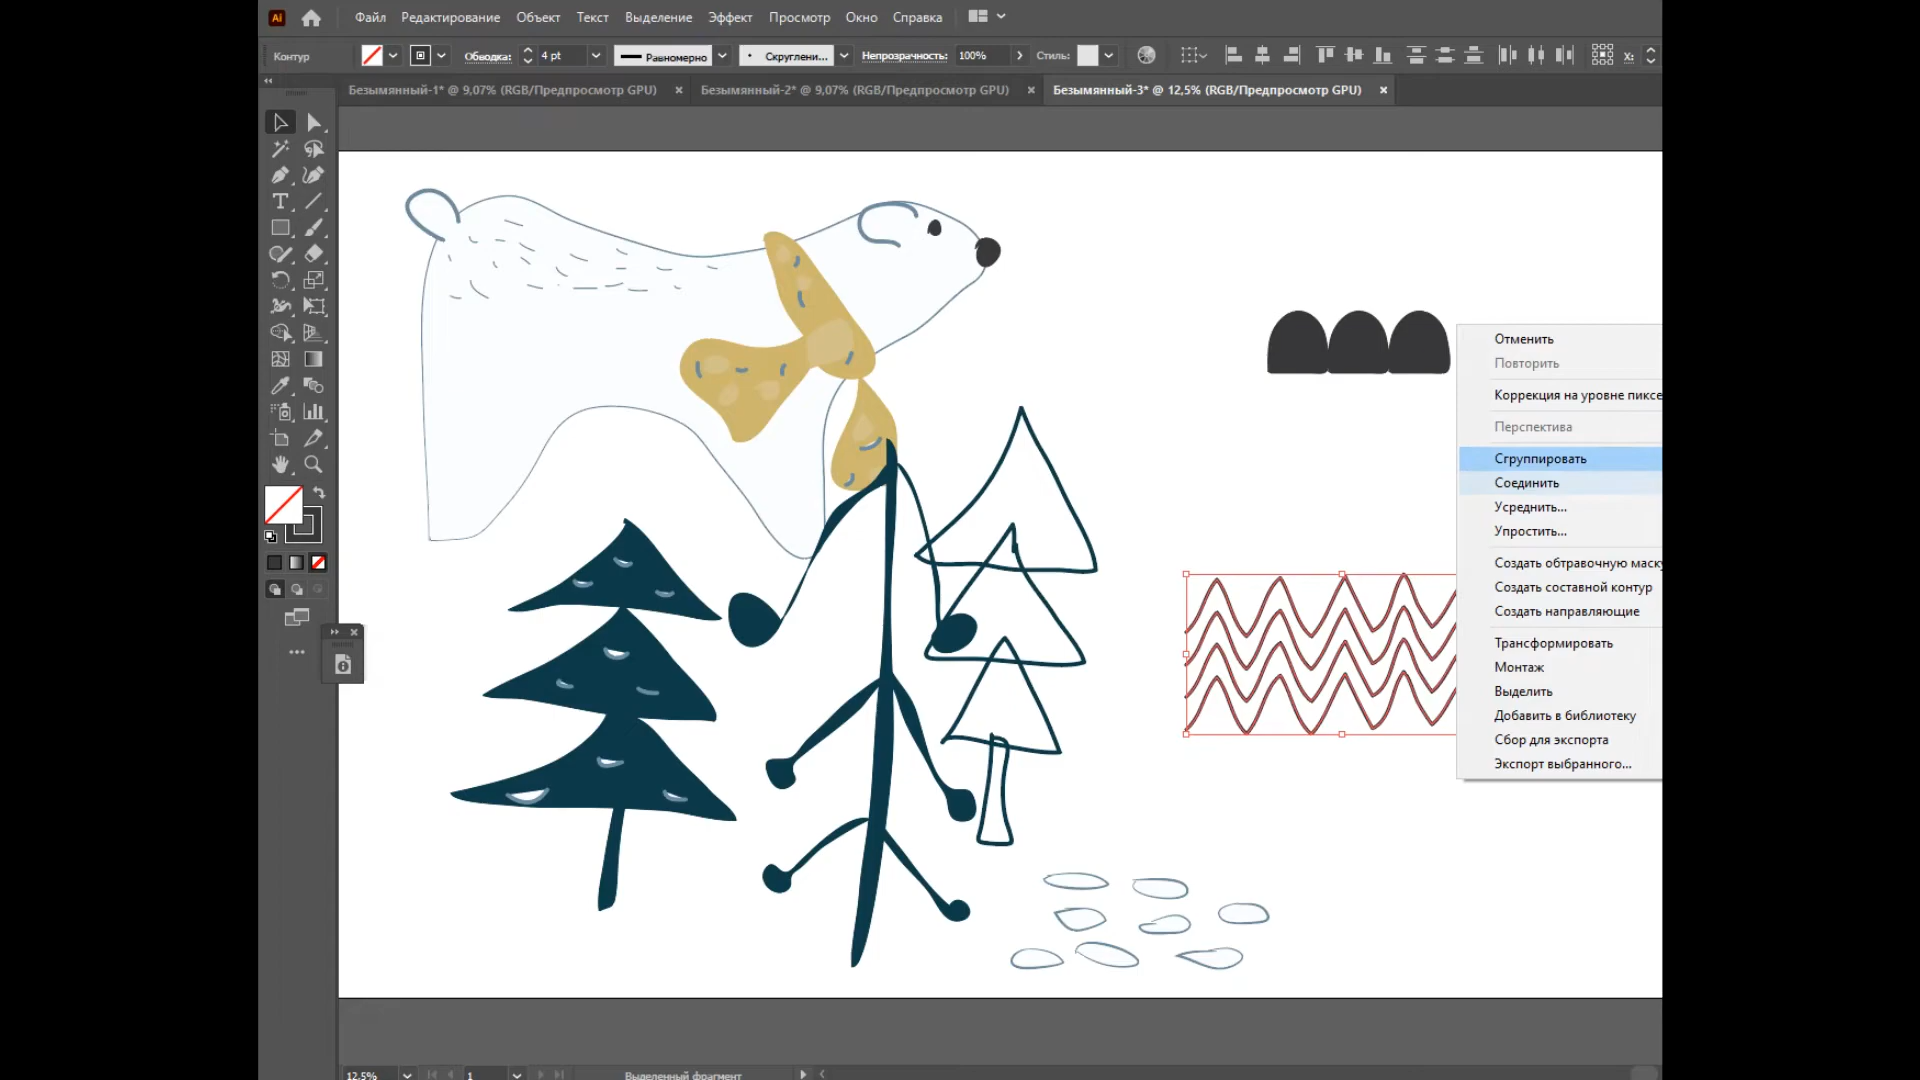 Ai Файл Редактирование Объект Текст Выделение Эффект Просмотр Окно Справка
Контур Обводка: 4 pt Равномерно Скруглени... Непрозрачность: 100% Стиль: X:
Безымянный-1* @ 9,07% (RGB/Предпросмотр GPU) × Безымянный-2* @ 9,07% (RGB/Предпросмотр GPU) × Безымянный-3* @ 12,5% (RGB/Предпросмотр GPU) ×
Отменить
Повторить
Коррекция на уровне пиксе
Перспектива
Сгруппировать
Соединить
Усреднить...
Упростить...
Создать обтравочную маску
Создать составной контур
Создать направляющие
Трансформировать
Монтаж
Выделить
Добавить в библиотеку
Сбор для экспорта
Экспорт выбранного...
12,5% 1 Выделенный фрагмент